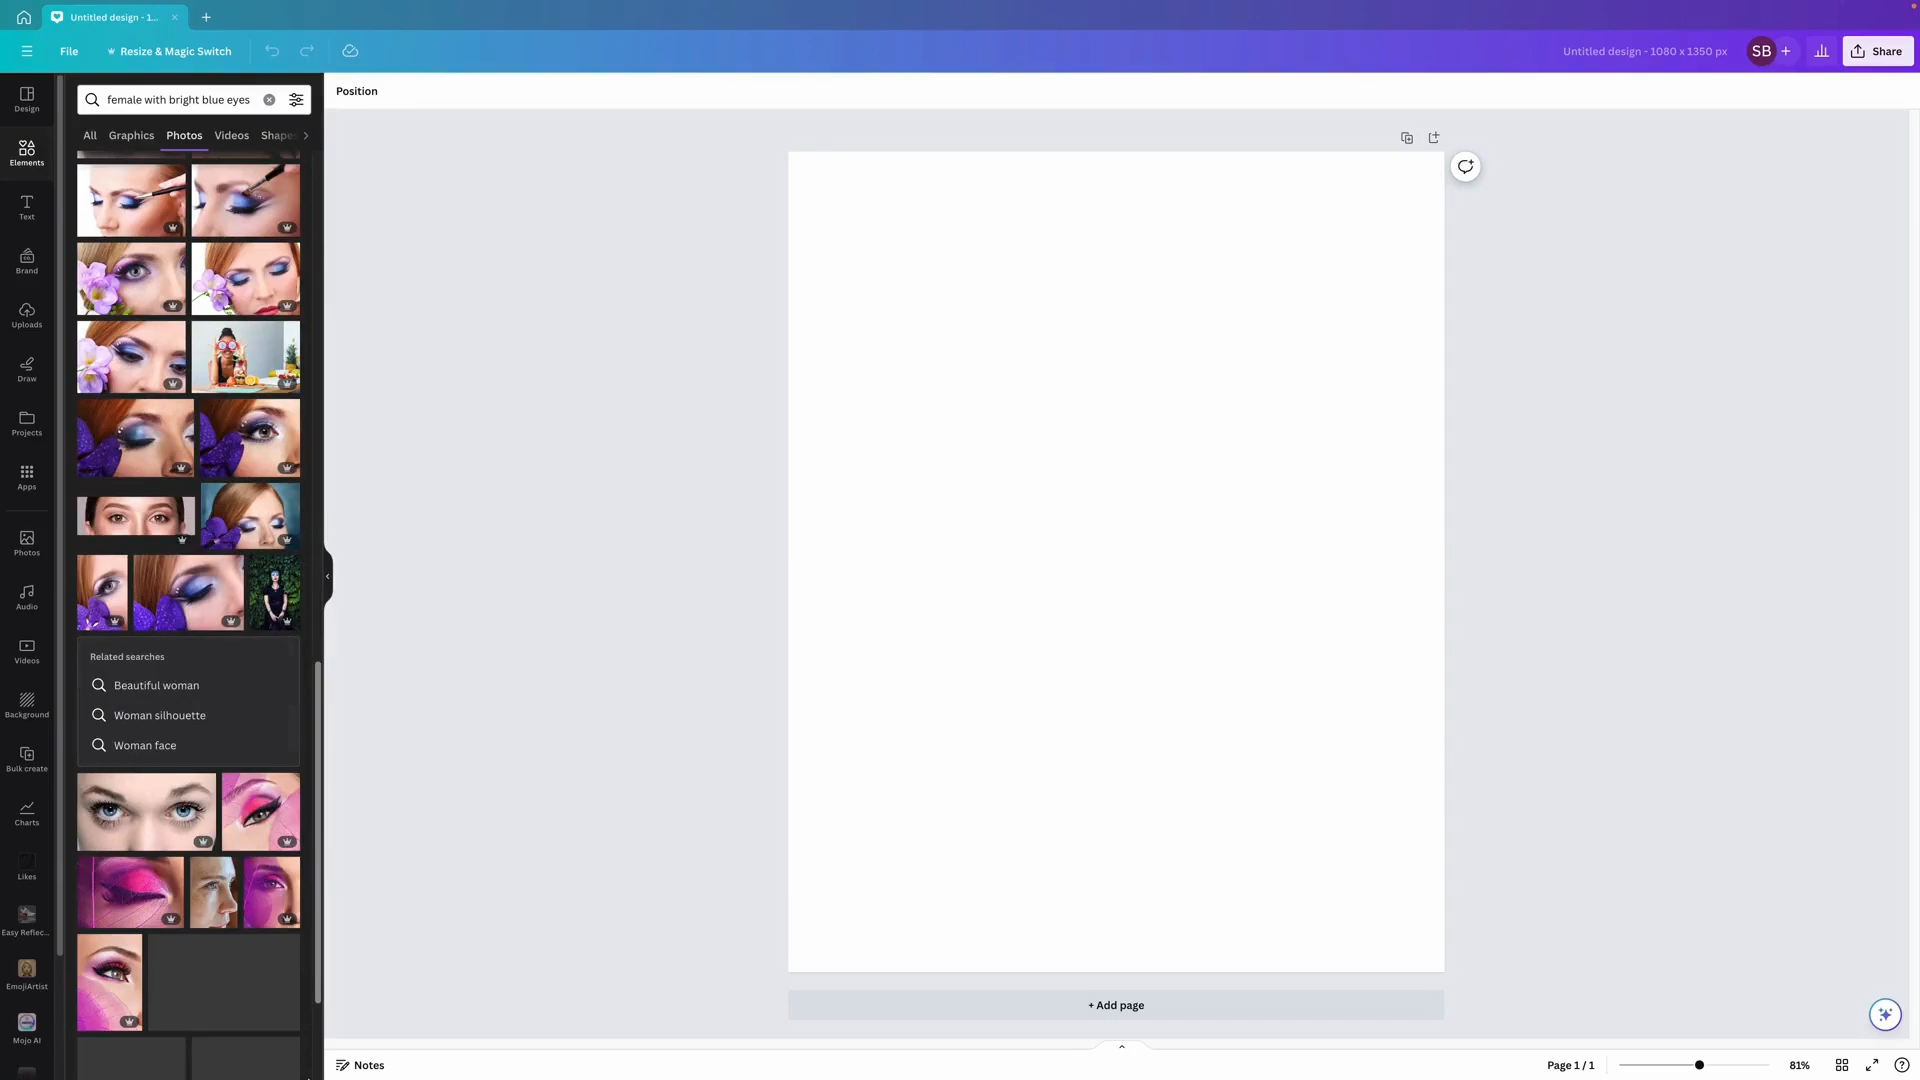 Untitled design - 1...
File
Resize & Magic Switch
Untitled design - 1080 x 1350 px
SB
Share
Design
Elements
Text
Brand
Uploads
Draw
Projects
Apps
Photos
Audio
Videos
Background
Bulk create
Charts
Likes
Easy Reflec...
EmojiArtist
Mojo AI
female with bright blue eyes
All
Graphics
Photos
Videos
Shapes
Related searches
Beautiful woman
Woman silhouette
Woman face
Position
+ Add page
Notes
Page 1 / 1
81%